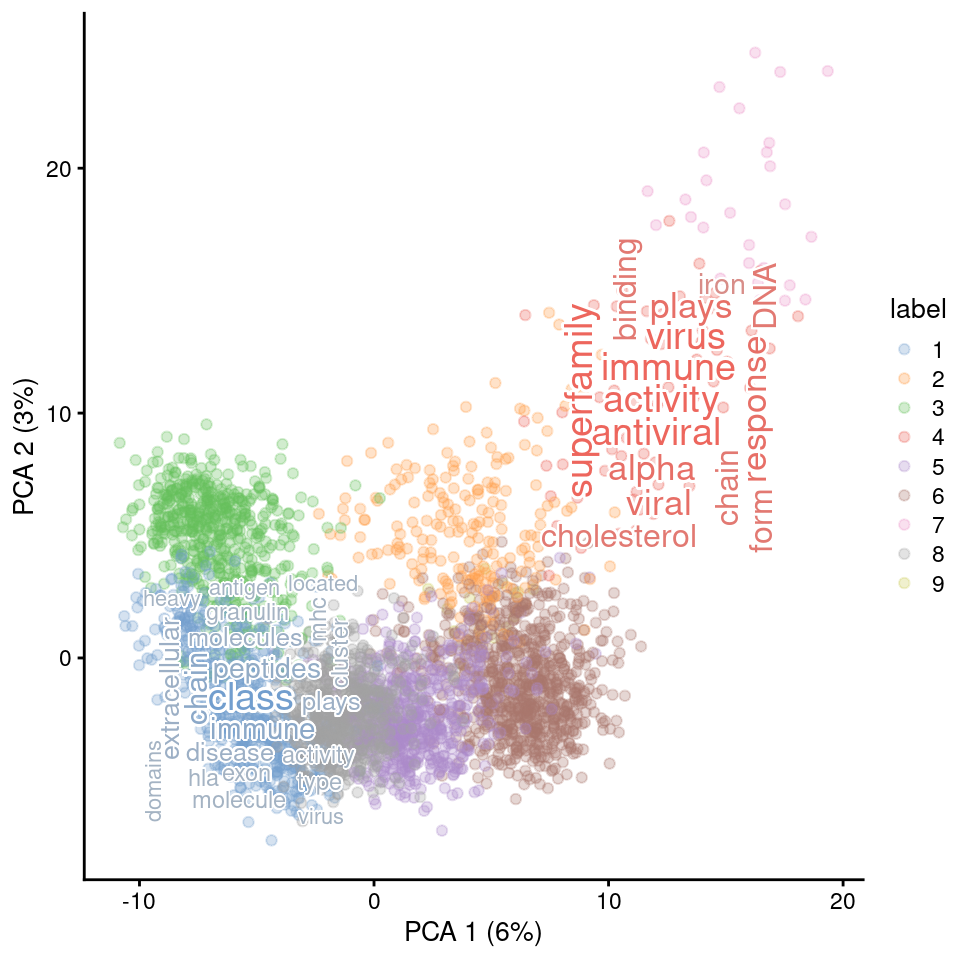 PCA 2 (3%)
20
10
0
-10
0
10
20
PCA 1 (6%)
label
1
2
3
4
5
6
7
8
9
binding
iron
DNA
plays
superfamily
virus
response
immune
activity
antiviral
alpha
chain
viral
form
cholesterol
heavy
antigen
located
granulin
mhc
molecules
extracellular
cluster
peptides
chain
class
plays
immune
disease
activity
domains
hla
exon
type
molecule
virus